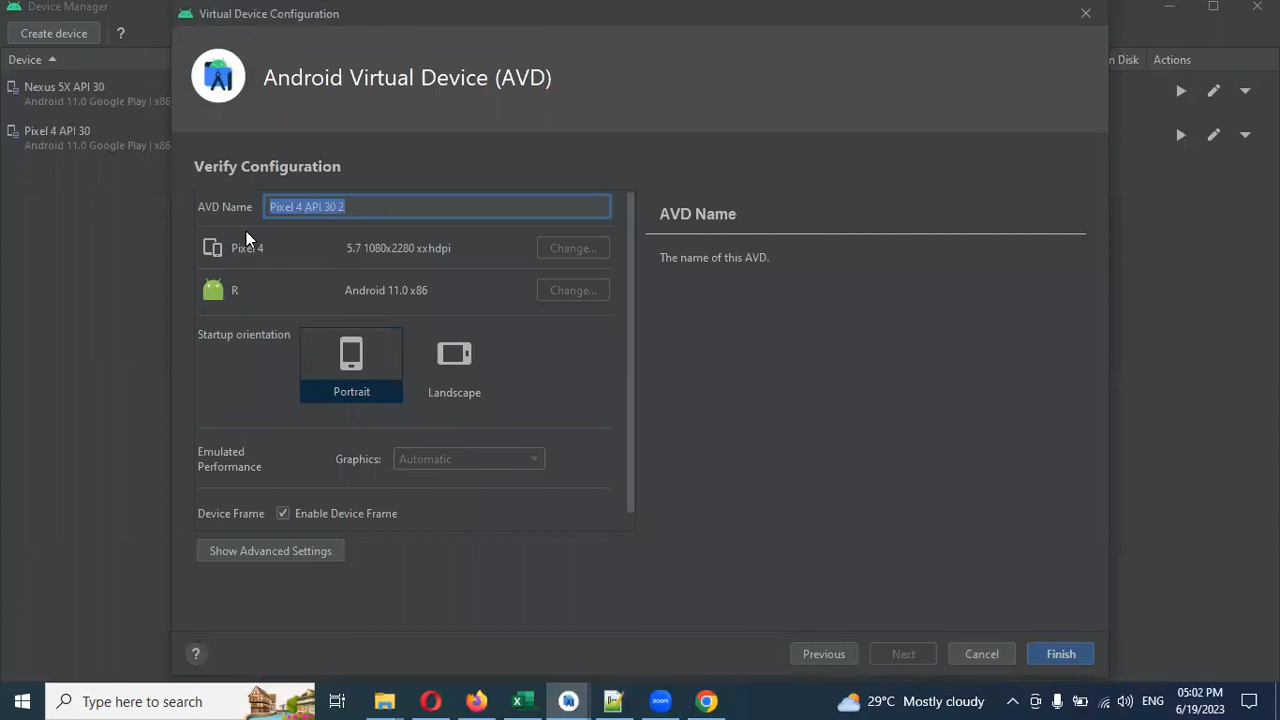 Device Manager
Virtual Device Configuration
Create device
?
Device
n Disk
Actions
Nexus 5X API 30
Android 11.0 Google Play | x86
Pixel 4 API 30
Android 11.0 Google Play | x86
Android Virtual Device (AVD)
Verify Configuration
AVD Name
Pixel 4 API 30 2
Pixel 4
5.7 1080x2280 xxhdpi
Change...
R
Android 11.0 x86
Change...
Startup orientation
Portrait
Landscape
Emulated
Performance
Graphics:
Automatic
Device Frame
Enable Device Frame
Show Advanced Settings
AVD Name
The name of this AVD.
?
Previous
Next
Cancel
Finish
Type here to search
zoom
29°C Mostly cloudy
ENG
05:02 PM
6/19/2023